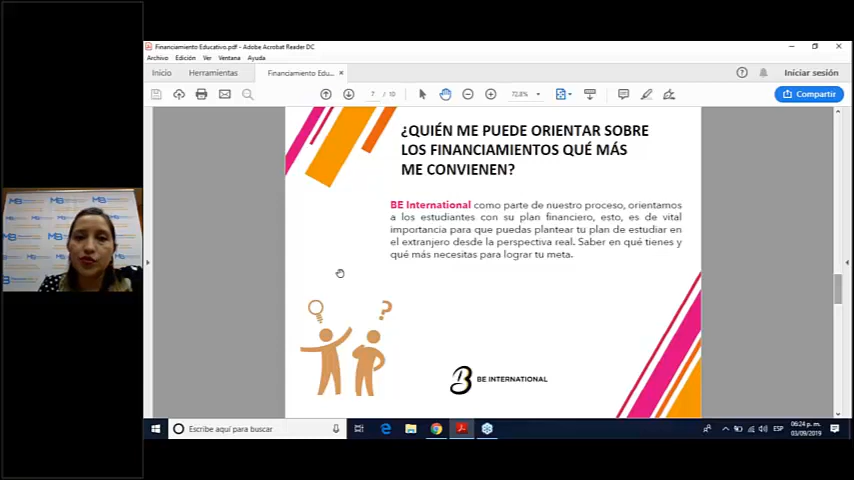 Financiamiento Educativo.pdf - Adobe Acrobat Reader DC
Archivo Edición Ver Ventana Ayuda
Inicio Herramientas Financiamiento Edu... × Iniciar sesión
7 / 10 72,8% Compartir
¿QUIÉN ME PUEDE ORIENTAR SOBRE
LOS FINANCIAMIENTOS QUÉ MÁS
ME CONVIENEN?
BE International como parte de nuestro proceso, orientamos
a los estudiantes con su plan financiero, esto, es de vital
importancia para que puedas plantear tu plan de estudiar en
el extranjero desde la perspectiva real. Saber en qué tienes y
qué más necesitas para lograr tu meta.
?
B BE INTERNATIONAL
Escribe aquí para buscar
ESP
06:24 p. m.
03/09/2019